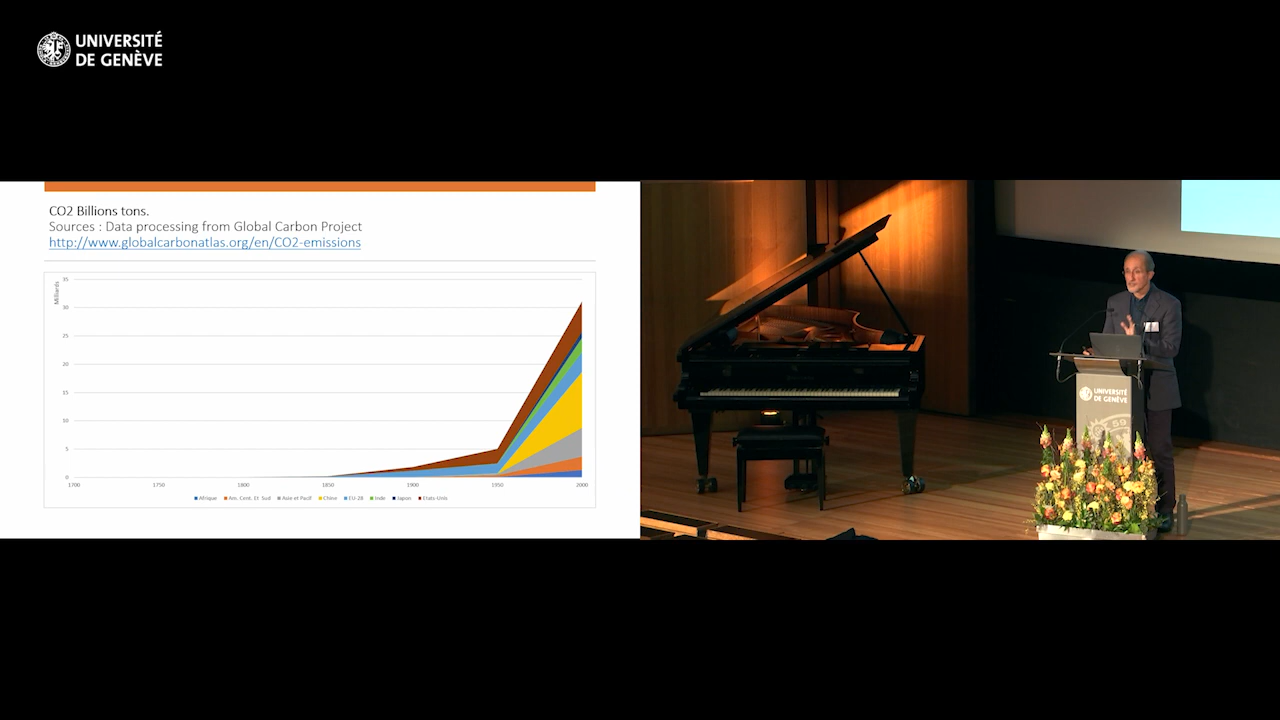 UNIVERSITÉ
DE GENÈVE
CO2 Billions tons.
Sources : Data processing from Global Carbon Project
http://www.globalcarbonatlas.org/en/CO2-emissions
Milliards
35
30
25
20
15
10
5
0
1700 1750 1800 1850 1900 1950 2000
Afrique Am. Cent. Et Sud Asie et Pacif Chine EU-28 Inde Japon Etats-Unis
UNIVERSITÉ
DE GENÈVE